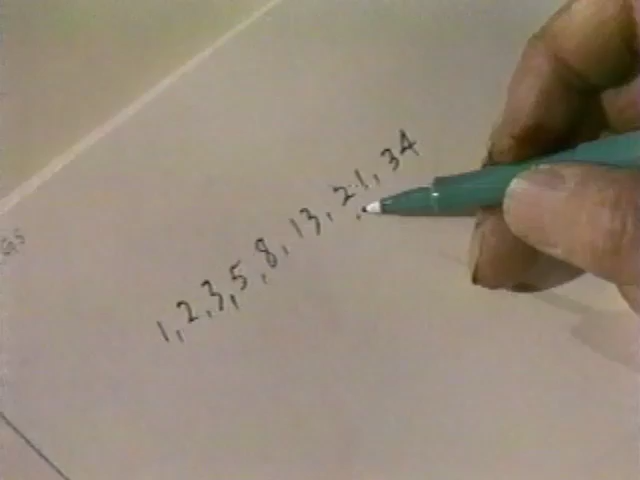 1, 2, 3, 5, 8, 13, 21, 34